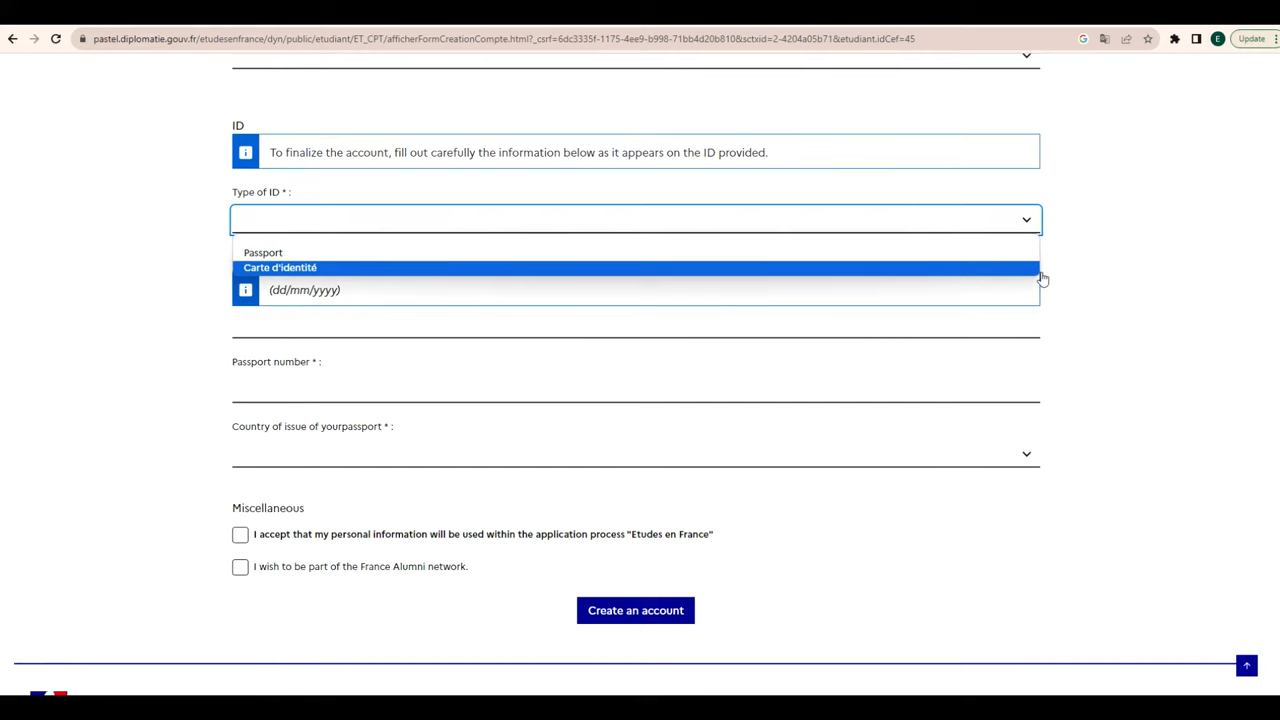 pastel.diplomatie.gouv.fr/etudesenfrance/dyn/public/etudiant/ET_CPT/afficherFormCreationCompte.html?_csrf=6dc3335f-1175-4ee9-b998-71bb4d20b810&sctxid=2-4204a05b71&etudiant.idCef=45
E
Update
ID
i
To finalize the account, fill out carefully the information below as it appears on the ID provided.
Type of ID * :
Passport
Carte d'identité
i
(dd/mm/yyyy)
Passport number * :
Country of issue of yourpassport * :
Miscellaneous
I accept that my personal information will be used within the application process "Etudes en France"
I wish to be part of the France Alumni network.
Create an account